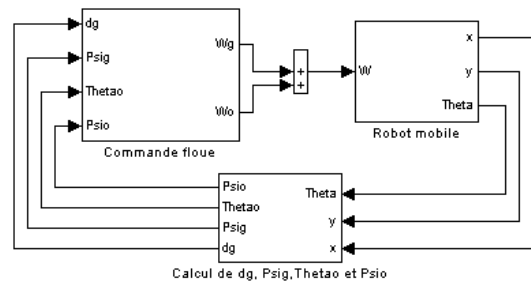 dg
Psig
Thetao
Psio
Wg
Wo
Commande floue
+
+
W
x
y
Theta
Robot mobile
Psio
Thetao
Psig
dg
Theta
y
x
Calcul de dg, Psig,Thetao et Psio